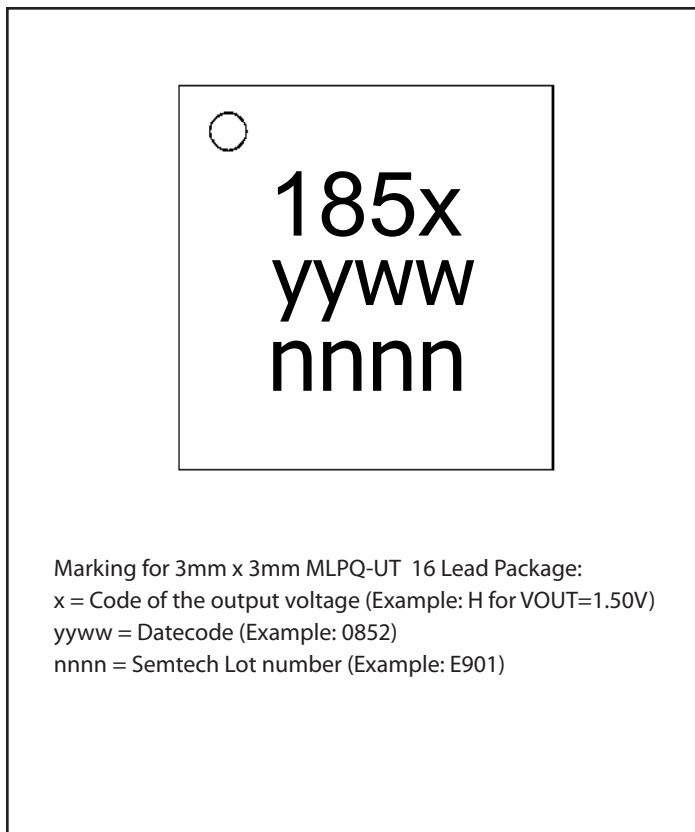 185x
yyww
nnnn
Marking for 3mm x 3mm MLPQ-UT 16 Lead Package:
x = Code of the output voltage (Example: H for VOUT=1.50V)
yyww = Datecode (Example: 0852)
nnnn = Semtech Lot number (Example: E901)